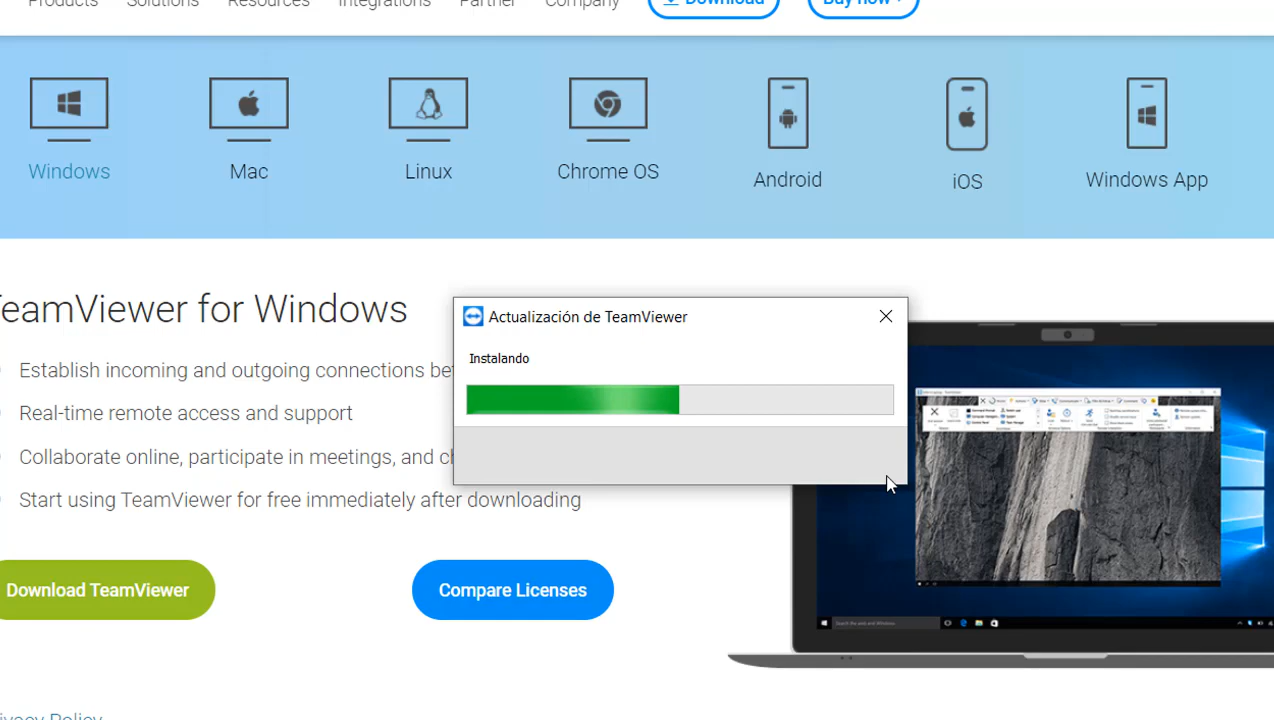 Products Solutions Resources Integrations Partner Company Download Buy now
Windows
Mac
Linux
Chrome OS
Android
iOS
Windows App
TeamViewer for Windows
Establish incoming and outgoing connections
Real-time remote access and support
Collaborate online, participate in meetings, and
Start using TeamViewer for free immediately after downloading
Download TeamViewer
Compare Licenses
Actualización de TeamViewer
Instalando
Privacy Policy